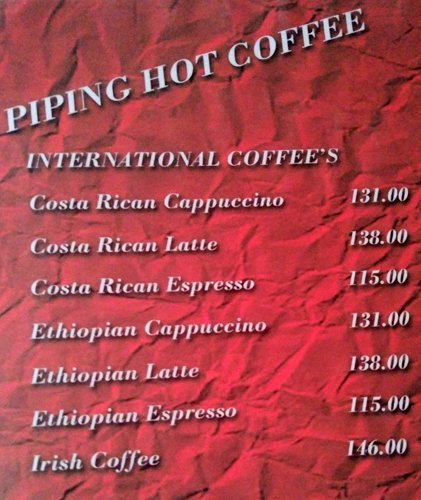 PIPING HOT COFFEE
INTERNATIONAL COFFEE'S
Costa Rican Cappuccino 131.00
Costa Rican Latte 138.00
Costa Rican Espresso 115.00
Ethiopian Cappuccino 131.00
Ethiopian Latte 138.00
Ethiopian Espresso 115.00
Irish Coffee 146.00